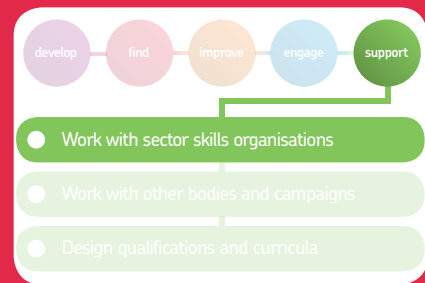 develop find improve engage support
Work with sector skills organisations
Work with other bodies and campaigns
Design qualifications and curricula